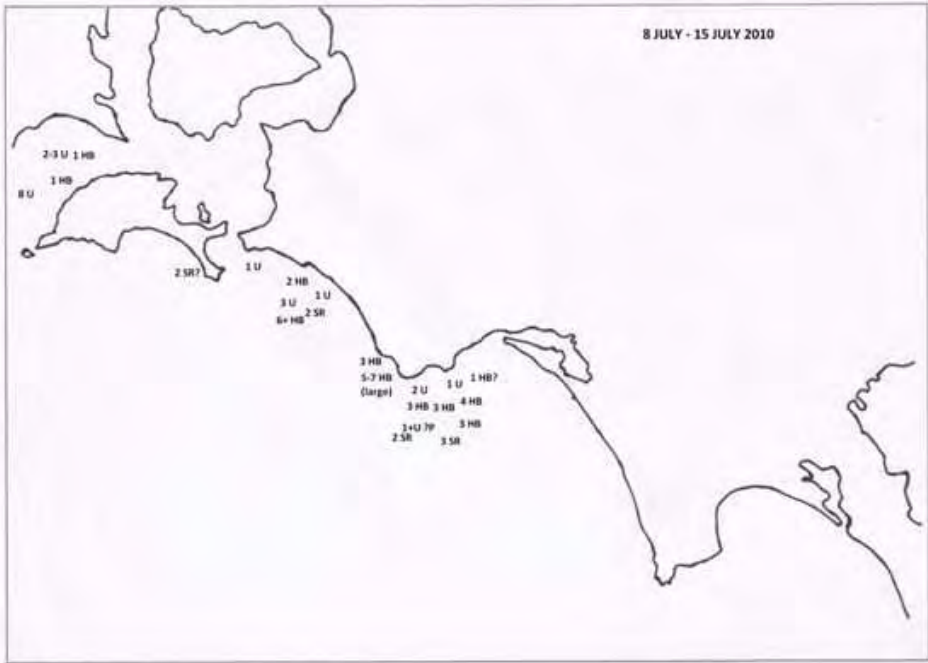 8 JULY - 15 JULY 2010
2-3 U 1 HB
1 HB
8 U
2 SR?
1 U
2 HB
1 U
3 U
2 SR
6+ HB
3 HB
5-7 HB
(large)
2 U
1 U
1 HB?
3 HB
3 HB
4 HB
1+U ?P
3 HB
2 SR
3 SR